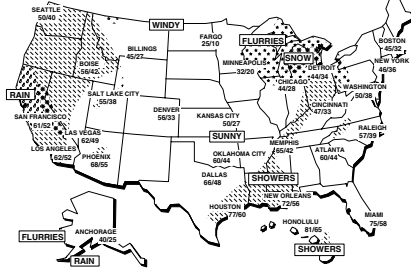 SEATTLE
50/40
WINDY
FARGO
25/10
BILLINGS
45/27
FLURRIES
BOSTON
45/32
MINNEAPOLIS
32/20
SNOW
NEW YORK
46/36
BOISE
56/42
DETROIT
44/34
CHICAGO
44/28
RAIN
SALT LAKE CITY
55/38
WASHINGTON
50/38
CINCINNATI
47/33
DENVER
56/33
SAN FRANCISCO
61/52
KANSAS CITY
50/27
RALEIGH
57/39
LAS VEGAS
62/49
SUNNY
MEMPHIS
55/42
LOS ANGELES
62/52
PHOENIX
68/55
OKLAHOMA CITY
60/44
ATLANTA
60/44
DALLAS
66/48
SHOWERS
NEW ORLEANS
72/56
HOUSTON
77/60
MIAMI
75/58
FLURRIES
ANCHORAGE
40/25
HONOLULU
81/65
SHOWERS
RAIN